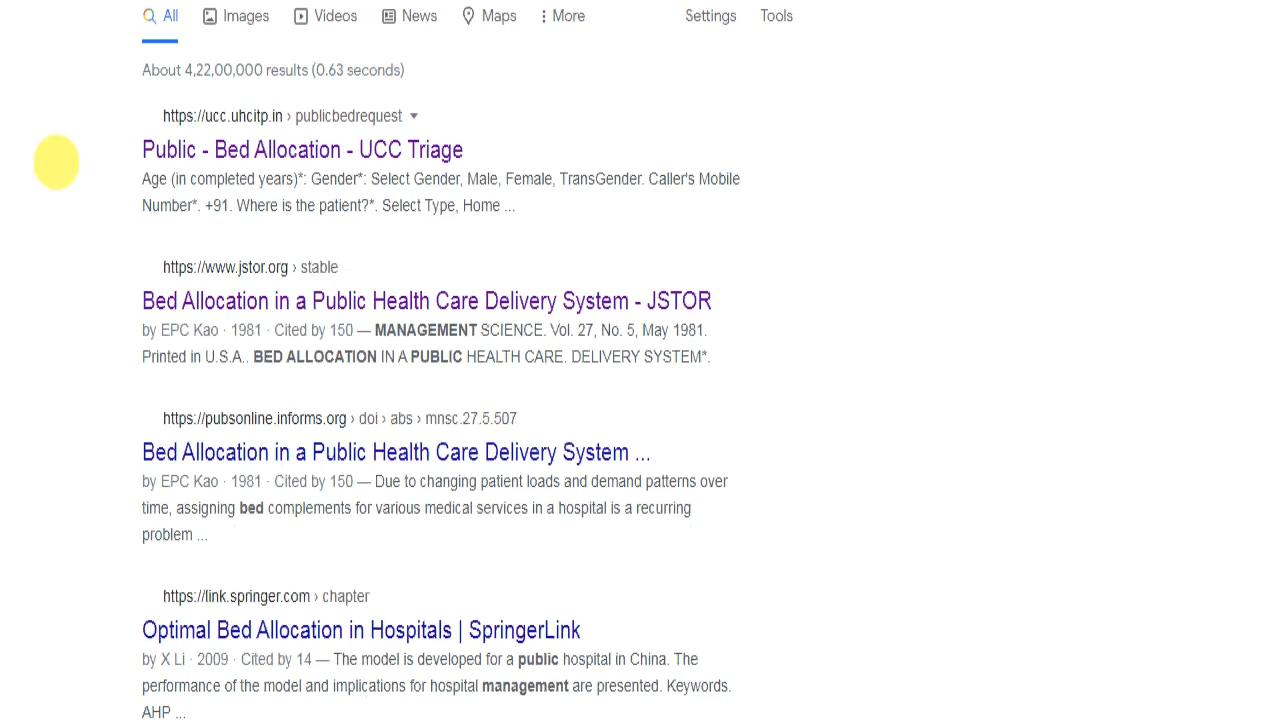 All Images Videos News Maps More Settings Tools
About 4,22,00,000 results (0.63 seconds)
https://ucc.uhcitp.in › publicbedrequest
Public - Bed Allocation - UCC Triage
Age (in completed years)*: Gender*: Select Gender, Male, Female, TransGender. Caller's Mobile
Number*. +91. Where is the patient?*. Select Type, Home ...
https://www.jstor.org › stable
Bed Allocation in a Public Health Care Delivery System - JSTOR
by EPC Kao · 1981 · Cited by 150 — MANAGEMENT SCIENCE. Vol. 27, No. 5, May 1981.
Printed in U.S.A.. BED ALLOCATION IN A PUBLIC HEALTH CARE. DELIVERY SYSTEM*.
https://pubsonline.informs.org › doi › abs › mnsc.27.5.507
Bed Allocation in a Public Health Care Delivery System ...
by EPC Kao · 1981 · Cited by 150 — Due to changing patient loads and demand patterns over
time, assigning bed complements for various medical services in a hospital is a recurring
problem ...
https://link.springer.com › chapter
Optimal Bed Allocation in Hospitals | SpringerLink
by X Li · 2009 · Cited by 14 — The model is developed for a public hospital in China. The
performance of the model and implications for hospital management are presented. Keywords.
AHP ...